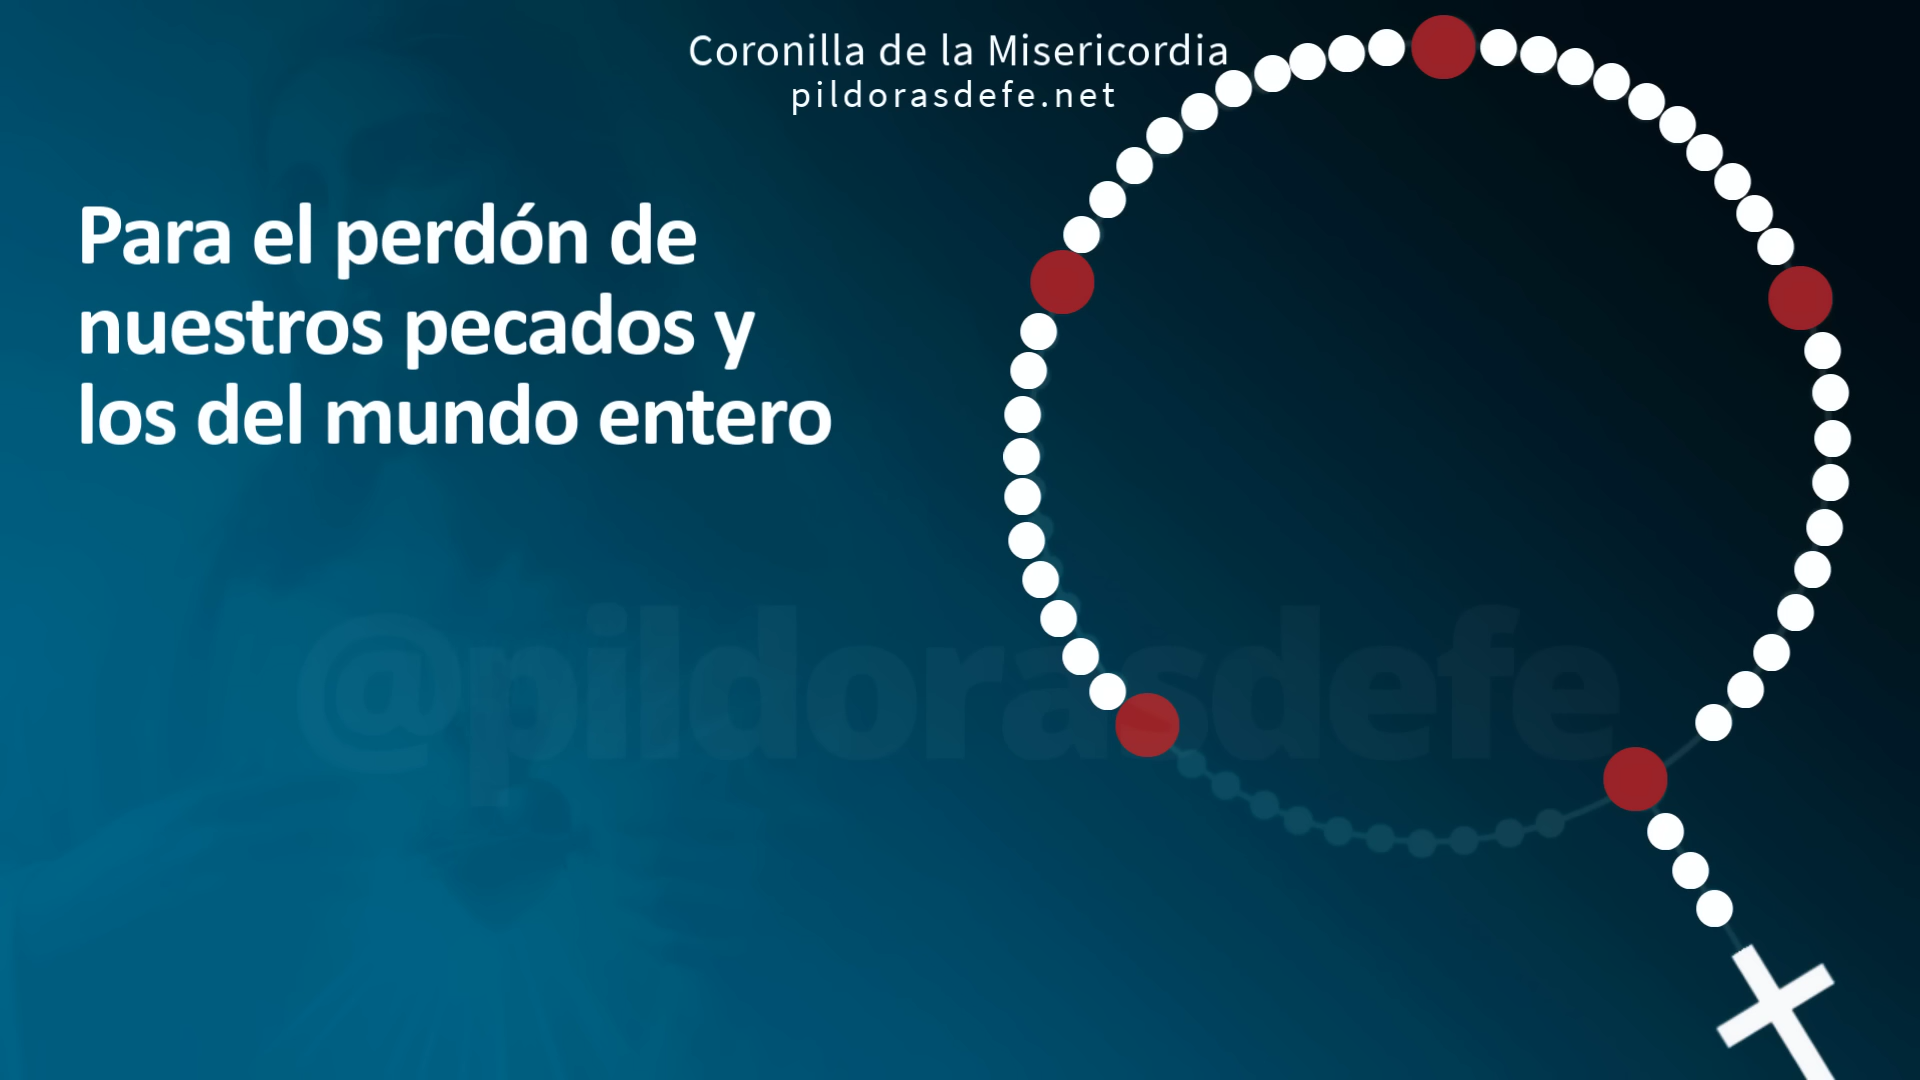 Coronilla de la Misericordia
pildorasdefe.net
Para el perdón de
nuestros pecados y
los del mundo entero
@pildorasdefe